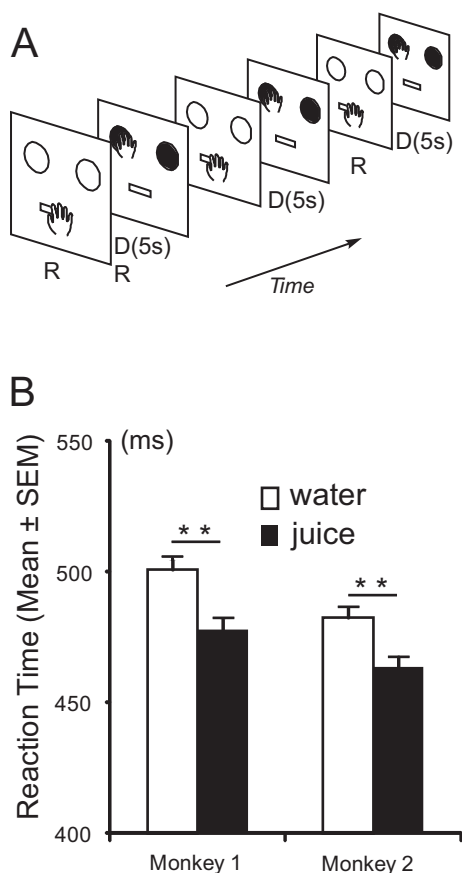 A
D(5s)
R
D(5s)
D(5s)
R
R
Time
B
550
(ms)
water
juice
* *
* *
500
450
400
Reaction Time (Mean ± SEM)
Monkey 1
Monkey 2